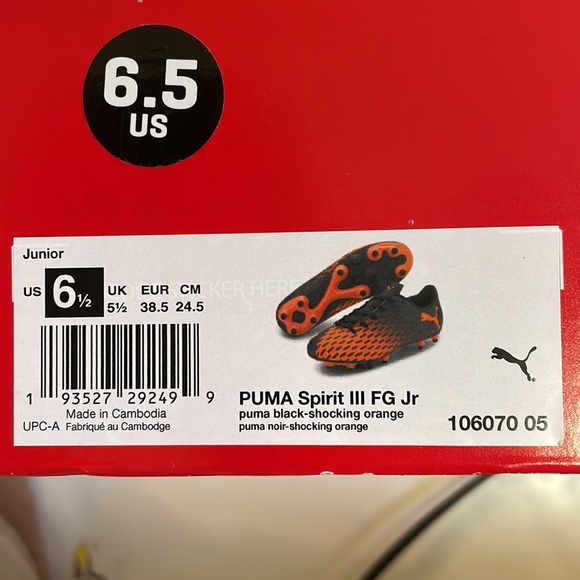 6.5
US
Junior
US 6½
UK EUR CM
5½ 38.5 24.5
1 93527 29249 9
Made in Cambodia
UPC-A Fabriqué au Cambodge
PUMA Spirit III FG Jr
puma black-shocking orange
puma noir-shocking orange
106070 05